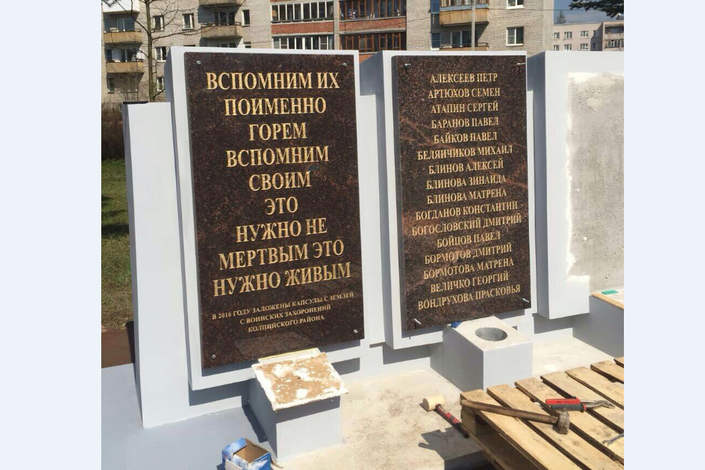 ВСПОМНИМ ИХ
ПОИМЕННО
ГОРЕМ
ВСПОМНИМ
СВОИМ
ЭТО
НУЖНО НЕ
МЕРТВЫМ ЭТО
НУЖНО ЖИВЫМ
В 2016 ГОДУ ЗАЛОЖЕНЫ КАПСУЛЫ С ЗЕМЛЕЙ
С ВОИНСКИХ ЗАХОРОНЕНИЙ
КОЛПИНСКОГО РАЙОНА
АЛЕКСЕЕВ ПЕТР
АРТЮХОВ СЕМЕН
АТАПИН СЕРГЕЙ
БАРАНОВ ПАВЕЛ
БАЙКОВ ПАВЕЛ
БЕЛЯНЧИКОВ МИХАИЛ
БЛИНОВ АЛЕКСЕЙ
БЛИНОВА ЗИНАИДА
БЛИНОВА МАТРЕНА
БОГДАНОВ КОНСТАНТИН
БОГОСЛОВСКИЙ ДМИТРИЙ
БОЙЦОВ ПАВЕЛ
БОРМОТОВ ДМИТРИЙ
БОРМОТОВА МАТРЕНА
ВЕЛИЧКО ГЕОРГИЙ
ВОНДРУХОВА ПРАСКОВЬЯ